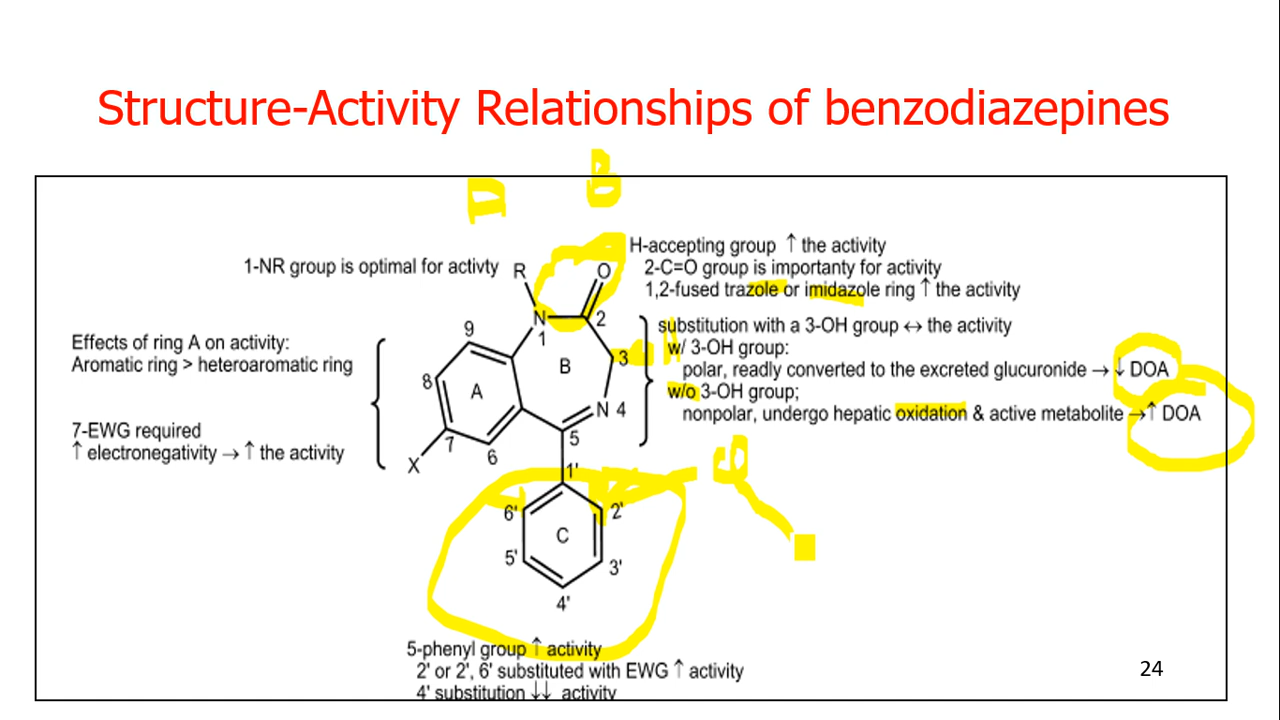 Structure-Activity Relationships of benzodiazepines
1-NR group is optimal for activty
H-accepting group ↑ the activity
2-C=O group is importanty for activity
1,2-fused trazole or imidazole ring ↑ the activity
R
O
N
1
2
9
Effects of ring A on activity:
Aromatic ring > heteroaromatic ring
8
A
B
3
N 4
substitution with a 3-OH group ↔ the activity
w/ 3-OH group:
polar, readly converted to the excreted glucuronide → ↓ DOA
w/o 3-OH group;
nonpolar, undergo hepatic oxidation & active metabolite →↑ DOA
7-EWG required
↑ electronegativity → ↑ the activity
X
7
6
5
1'
6'
2'
C
5'
3'
4'
5-phenyl group ↑ activity
2' or 2', 6' substituted with EWG ↑ activity
4' substitution ↓↓ activity
24